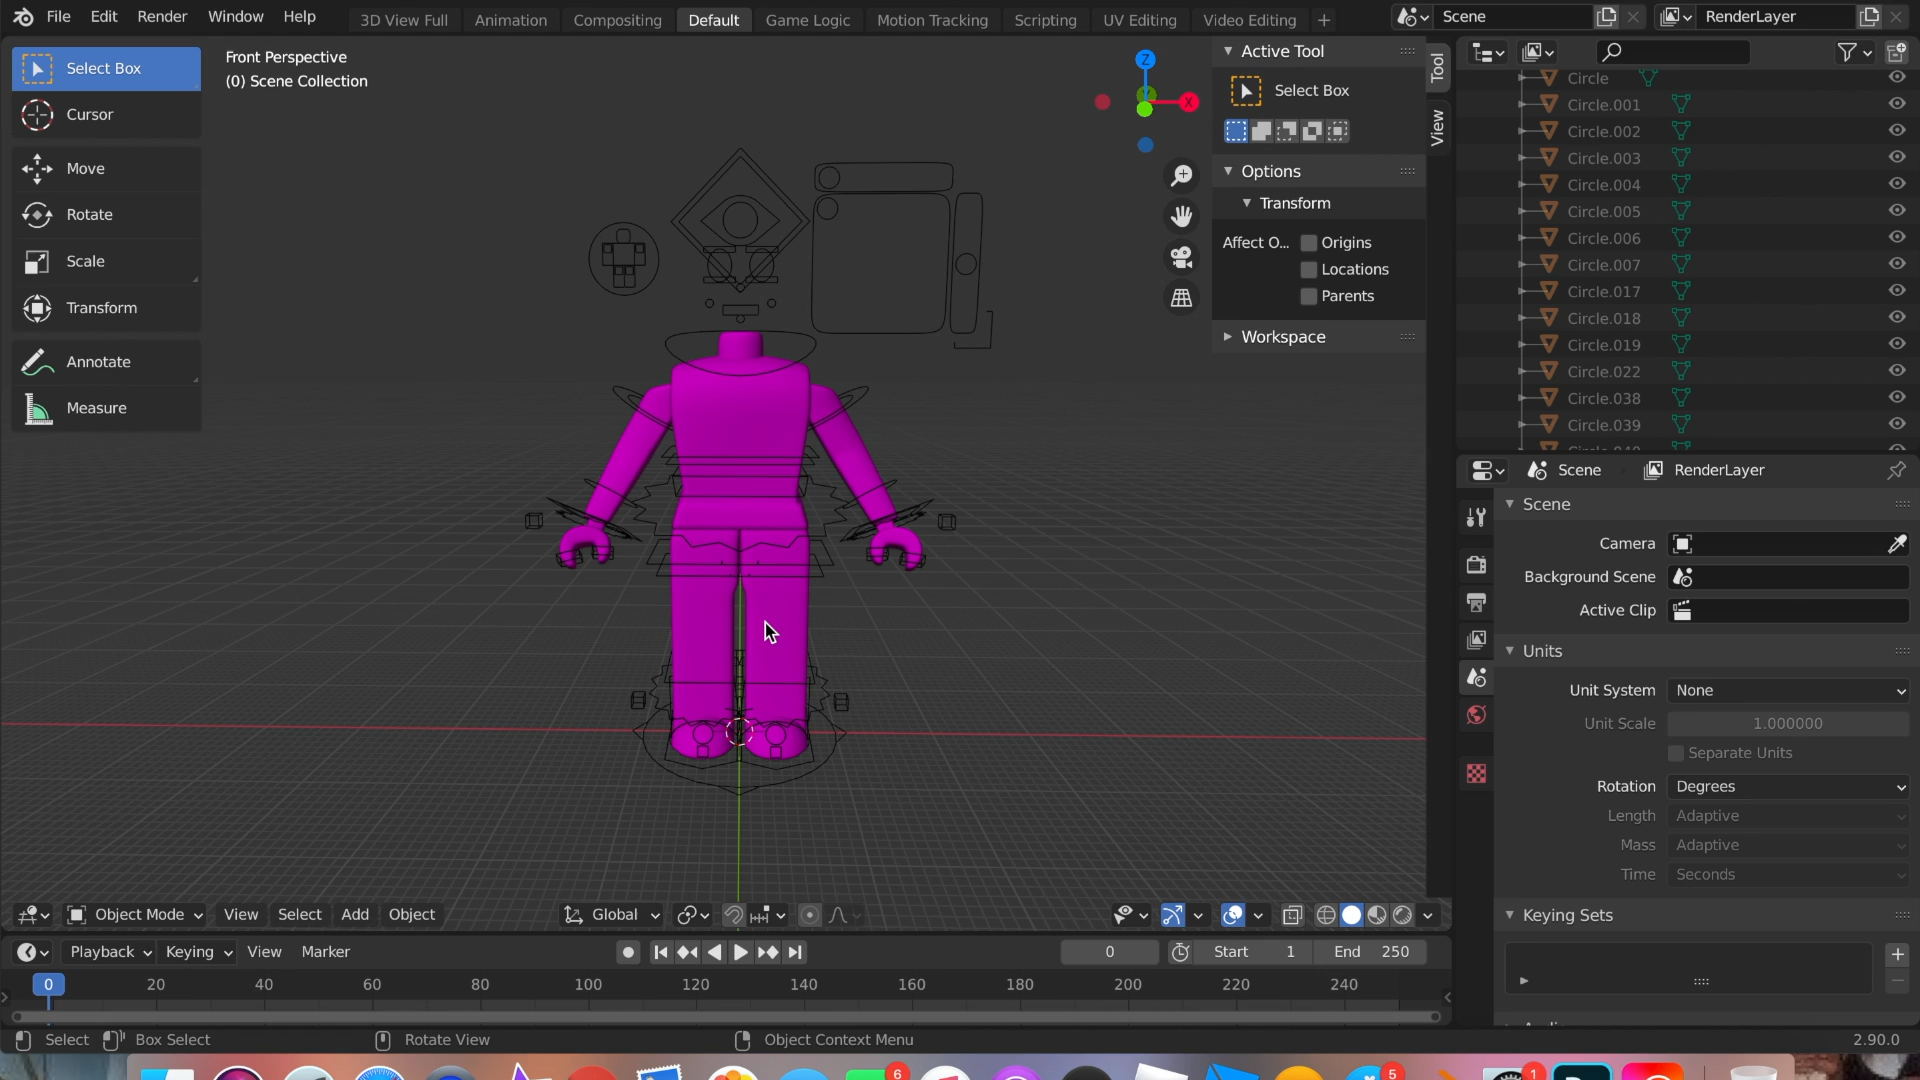 File Edit Render Window Help
3D View Full Animation Compositing Default Game Logic Motion Tracking Scripting UV Editing Video Editing +
Scene
RenderLayer
Select Box
Cursor
Move
Rotate
Scale
Transform
Annotate
Measure
Front Perspective
(0) Scene Collection
Z
X
Active Tool
Select Box
Options
Transform
Affect O...
Origins
Locations
Parents
Workspace
Tool
View
Circle
Circle.001
Circle.002
Circle.003
Circle.004
Circle.005
Circle.006
Circle.007
Circle.017
Circle.018
Circle.019
Circle.022
Circle.038
Circle.039
Scene RenderLayer
Scene
Camera
Background Scene
Active Clip
Units
Unit System None
Unit Scale 1.000000
Separate Units
Rotation Degrees
Length Adaptive
Mass Adaptive
Time Seconds
Keying Sets
Object Mode View Select Add Object Global
Playback Keying View Marker 0 Start 1 End 250
0 20 40 60 80 100 120 140 160 180 200 220 240
Select Box Select Rotate View Object Context Menu 2.90.0
6 5 1